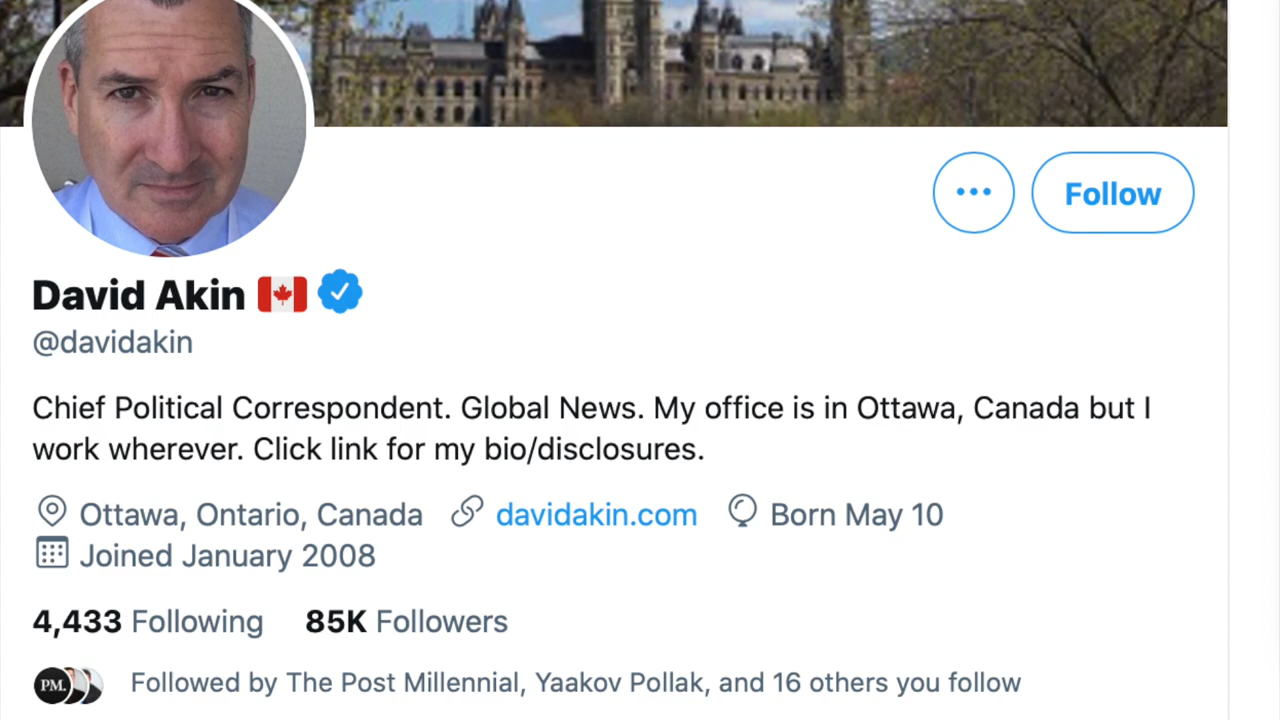 Follow
David Akin
@davidakin
Chief Political Correspondent. Global News. My office is in Ottawa, Canada but I
work wherever. Click link for my bio/disclosures.
Ottawa, Ontario, Canada davidakin.com Born May 10
Joined January 2008
4,433 Following 85K Followers
PM. Followed by The Post Millennial, Yaakov Pollak, and 16 others you follow